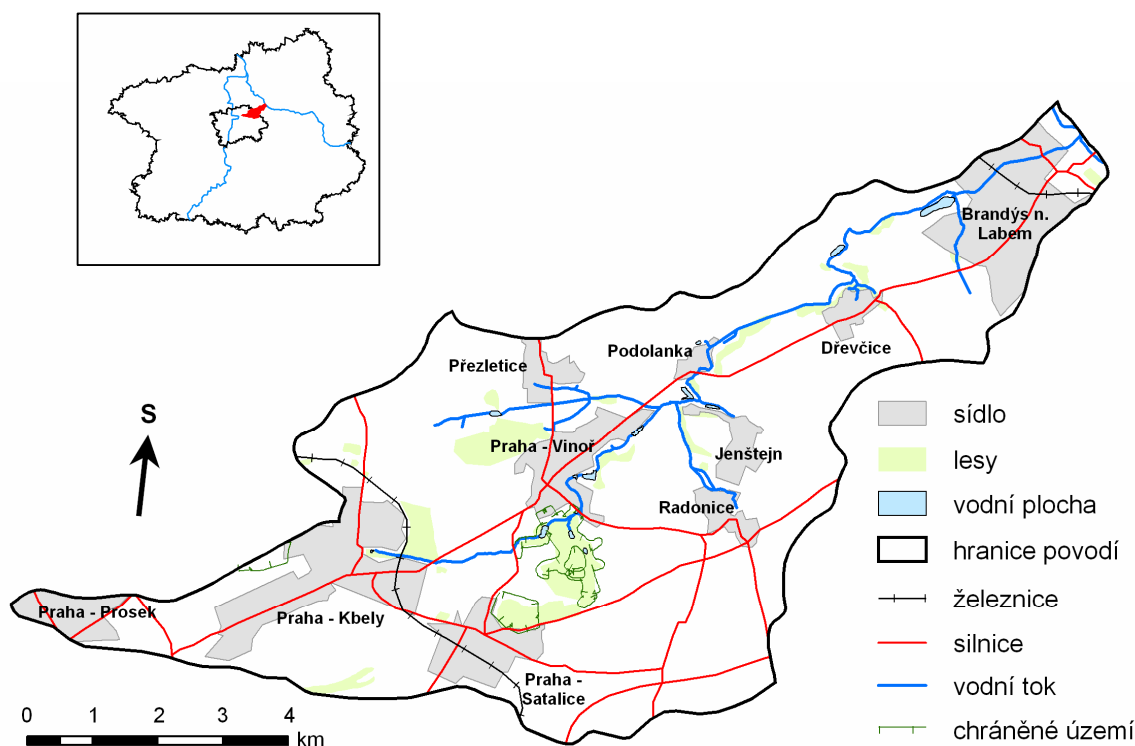 Brandýs n.
Labem
Podolanka
Dřevčice
Přezletice
S
Praha - Vinoř
Jenštejn
Radonice
Praha - Prosek
Praha - Kbely
Praha -
Satalice
sídlo
lesy
vodní plocha
hranice povodí
železnice
silnice
vodní tok
chráněné území
0 1 2 3 4
km